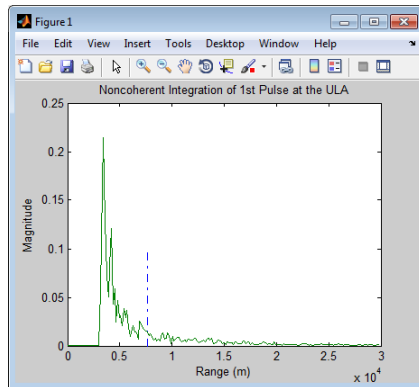 Figure 1
File Edit View Insert Tools Desktop Window Help
Noncoherent Integration of 1st Pulse at the ULA
0.25
0.2
0.15
0.1
0.05
0
Magnitude
0 0.5 1 1.5 2 2.5 3
x 10^4
Range (m)